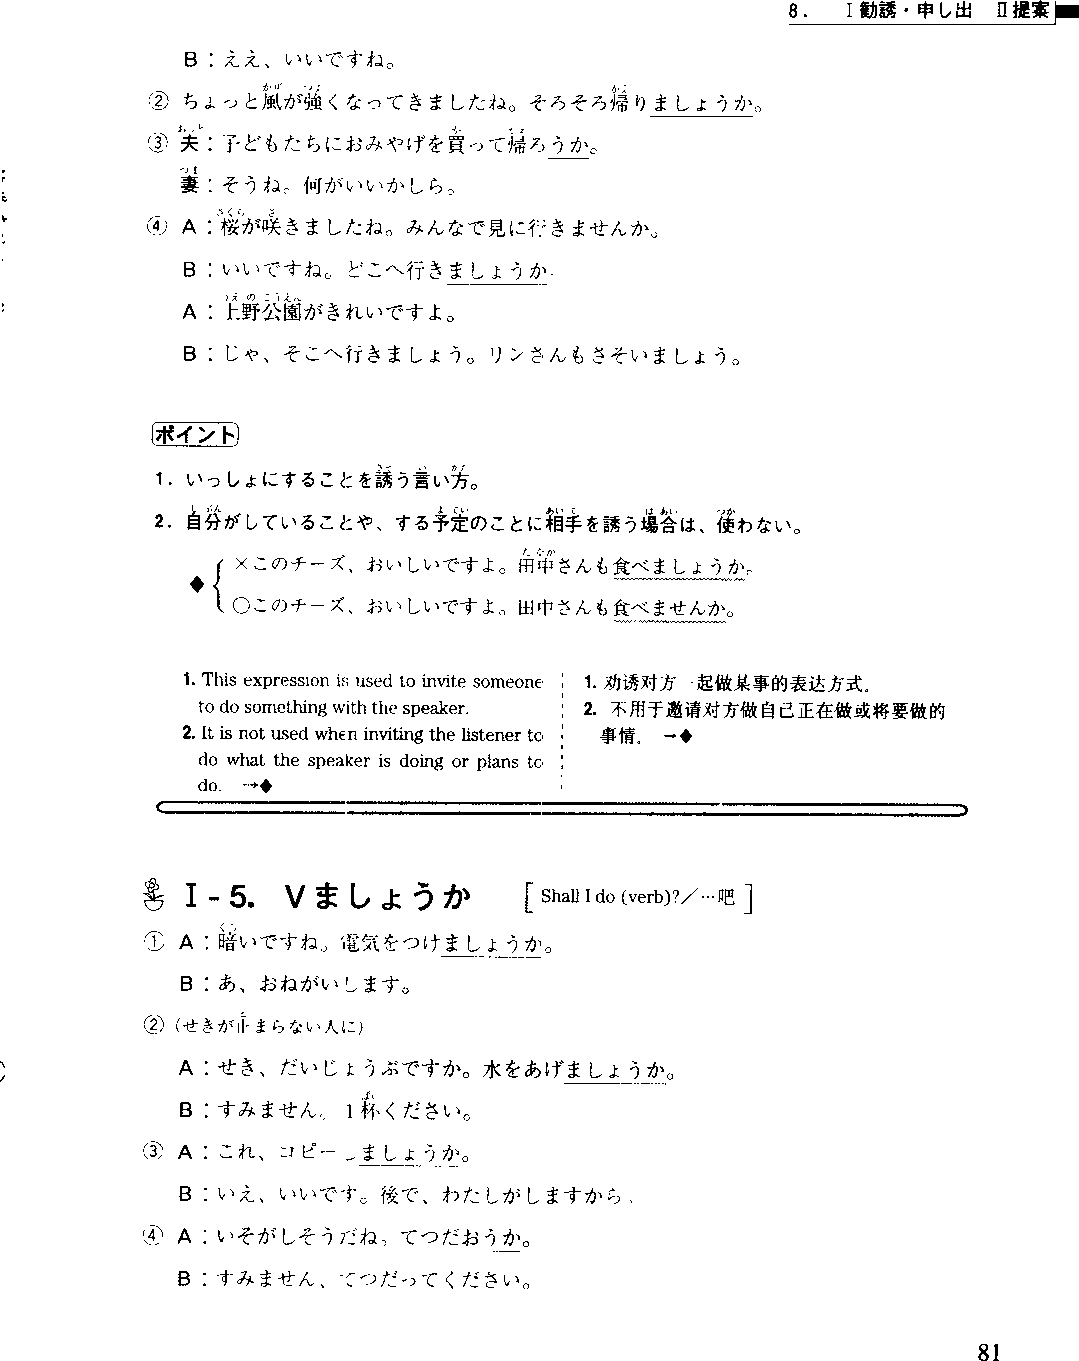 8. Ⅰ勧誘・申し出 Ⅱ提案
B：ええ、いいですね。
② ちょっと風が強くなってきましたね。そろそろ帰りましょうか。
③ 夫：子どもたちにおみやげを買って帰ろうか。
妻：そうね。何がいいかしら。
④ A：桜が咲きましたね。みんなで見に行きませんか。
B：いいですね。どこへ行きましょうか。
A：上野公園がきれいですよ。
B：じゃ、そこへ行きましょう。リンさんもさそいましょう。
ポイント
1. いっしょにすることを誘う言い方。
2. 自分がしていることや、する予定のことに相手を誘う場合は、使わない。
×このチーズ、おいしいですよ。田中さんも食べましょうか。
◆
○このチーズ、おいしいですよ。田中さんも食べませんか。
1. This expression is used to invite someone
to do something with the speaker.
2. It is not used when inviting the listener to
do what the speaker is doing or plans to
do. →◆
1. 劝诱对方一起做某事的表达方式。
2. 不用于邀请对方做自己正在做或将要做的
事情。 →◆
Ⅰ-5. Vましょうか [Shall I do (verb)?／…吧]
① A：暗いですね。電気をつけましょうか。
B：あ、おねがいします。
② (せきが止まらない人に)
A：せき、だいじょうぶですか。水をあげましょうか。
B：すみません。1杯ください。
③ A：これ、コピーしましょうか。
B：いえ、いいです。後で、わたしがしますから。
④ A：いそがしそうだね。てつだおうか。
B：すみません、てつだってください。
81